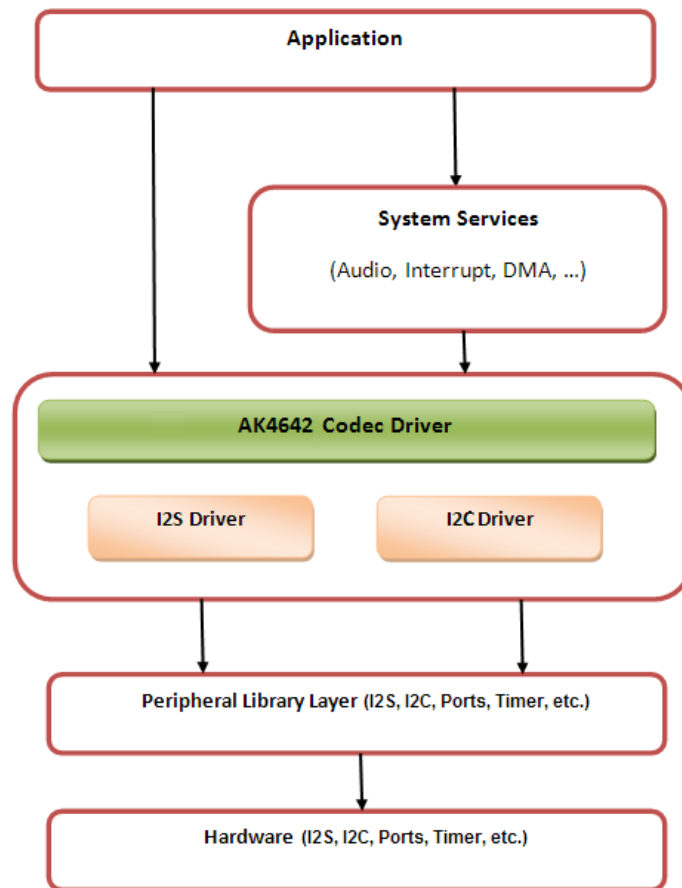 Application
System Services
(Audio, Interrupt, DMA, ...)
AK4642 Codec Driver
I2S Driver
I2C Driver
Peripheral Library Layer (I2S, I2C, Ports, Timer, etc.)
Hardware (I2S, I2C, Ports, Timer, etc.)